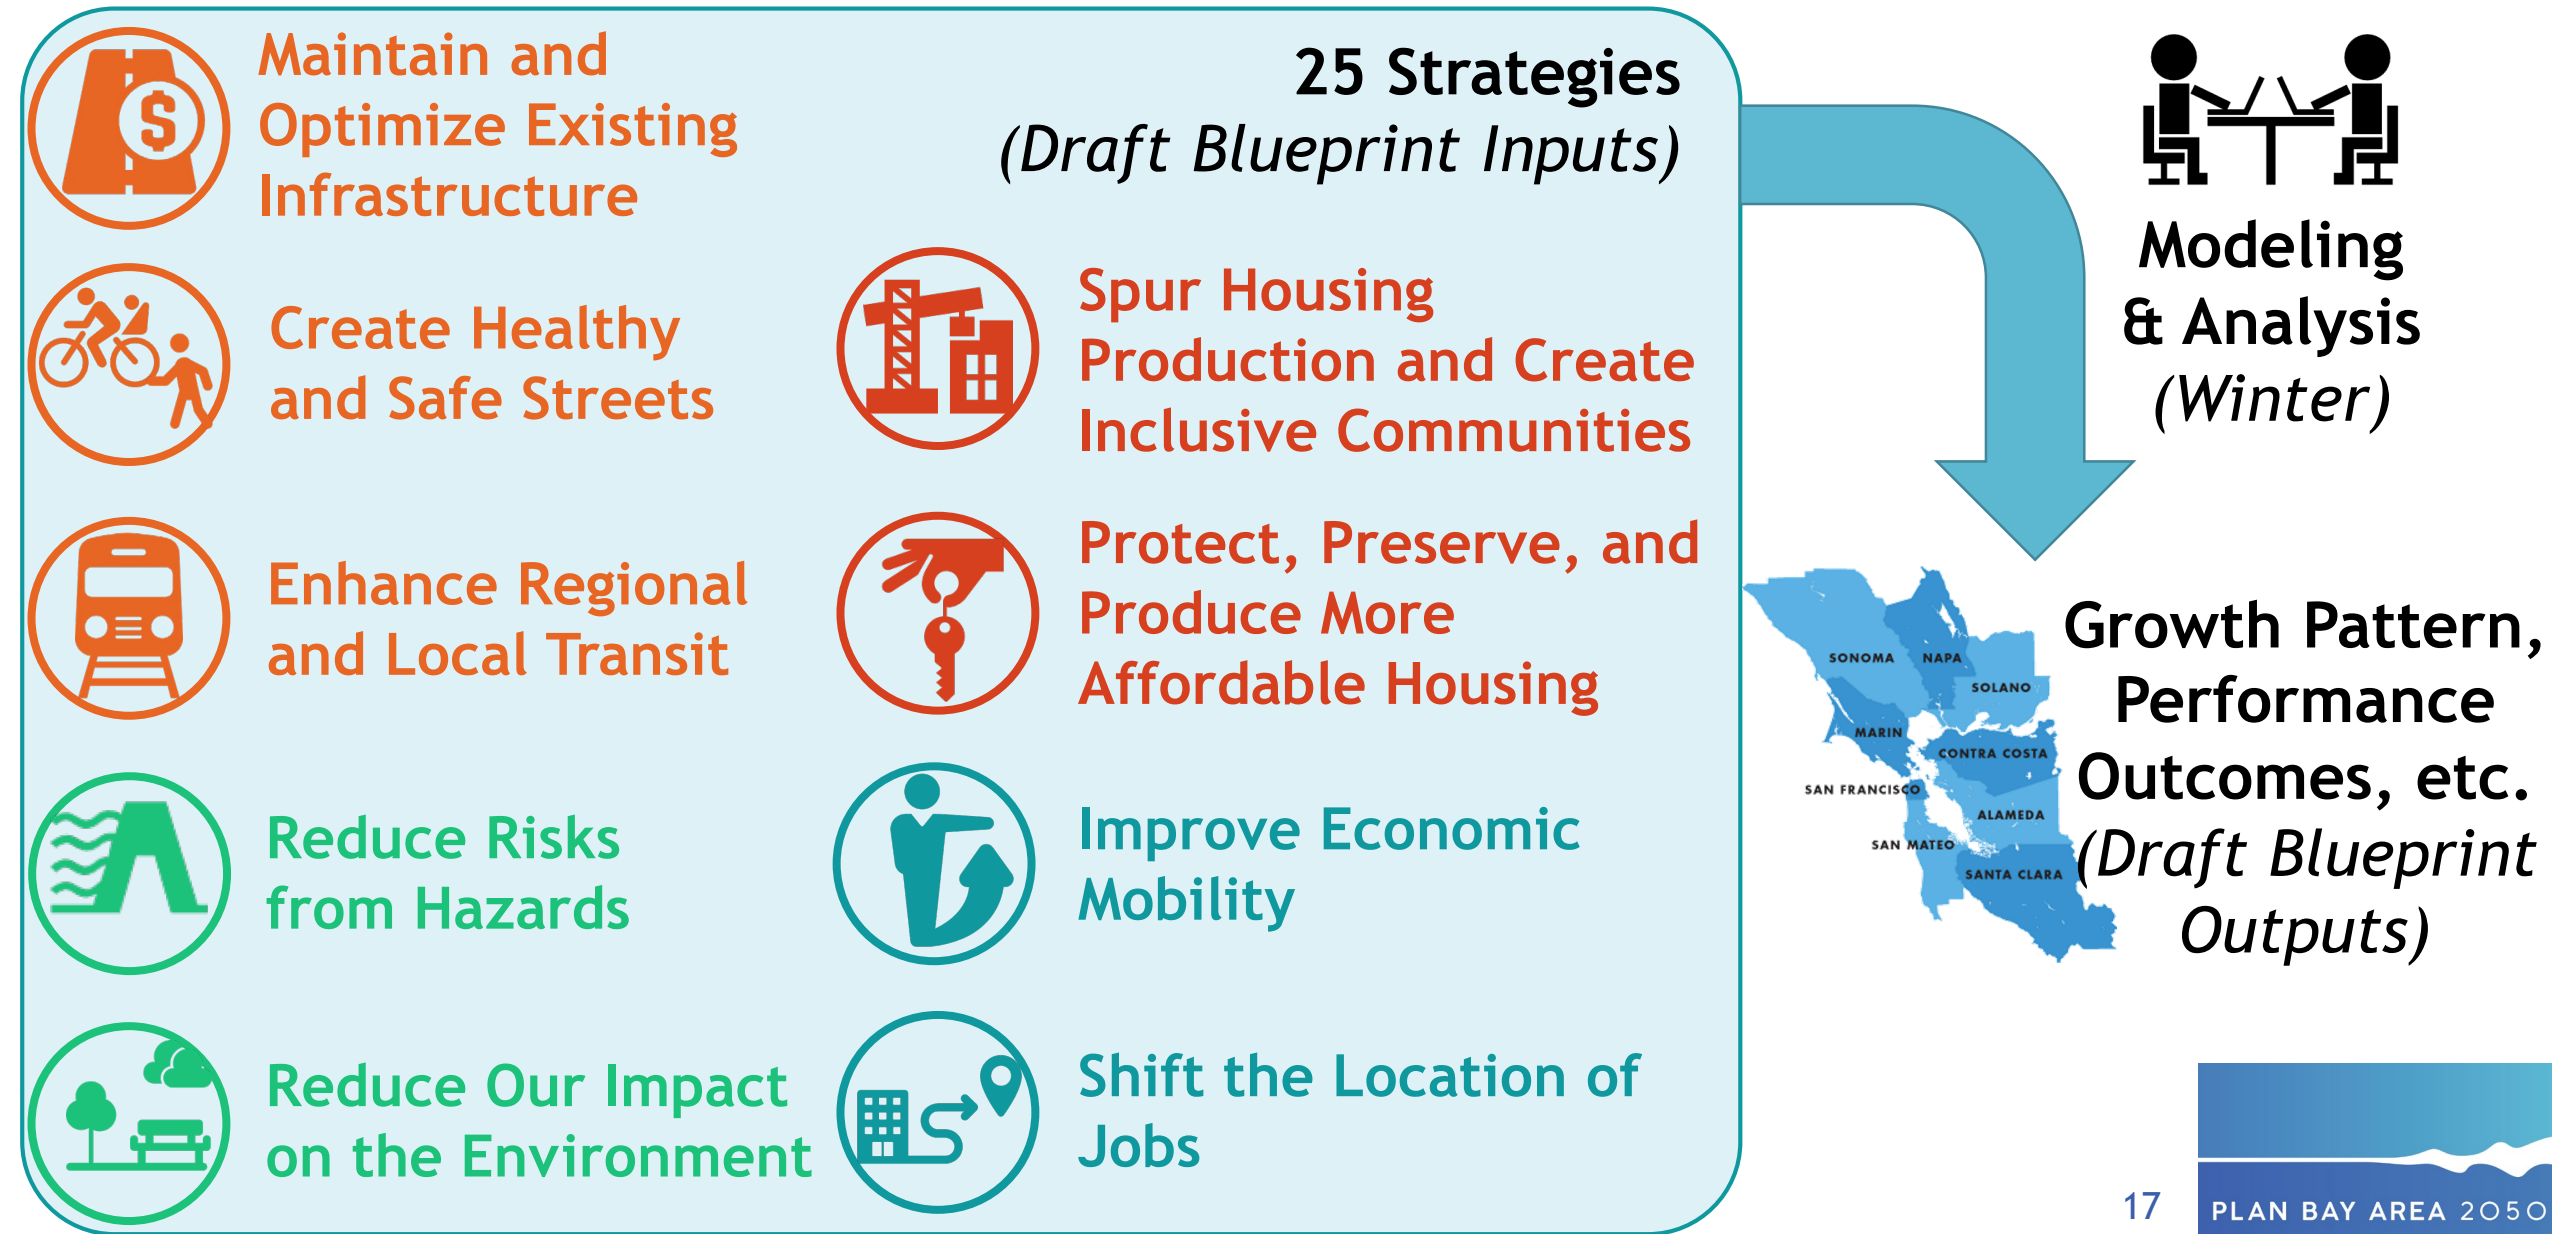 Maintain and
Optimize Existing
Infrastructure
Create Healthy
and Safe Streets
Enhance Regional
and Local Transit
Reduce Risks
from Hazards
Reduce Our Impact
on the Environment
25 Strategies
(Draft Blueprint Inputs)
Spur Housing
Production and Create
Inclusive Communities
Protect, Preserve, and
Produce More
Affordable Housing
Improve Economic
Mobility
Shift the Location of
Jobs
Modeling
& Analysis
(Winter)
SONOMA
NAPA
SOLANO
MARIN
CONTRA COSTA
SAN FRANCISCO
ALAMEDA
SAN MATEO
SANTA CLARA
Growth Pattern,
Performance
Outcomes, etc.
(Draft Blueprint
Outputs)
17
PLAN BAY AREA 2050